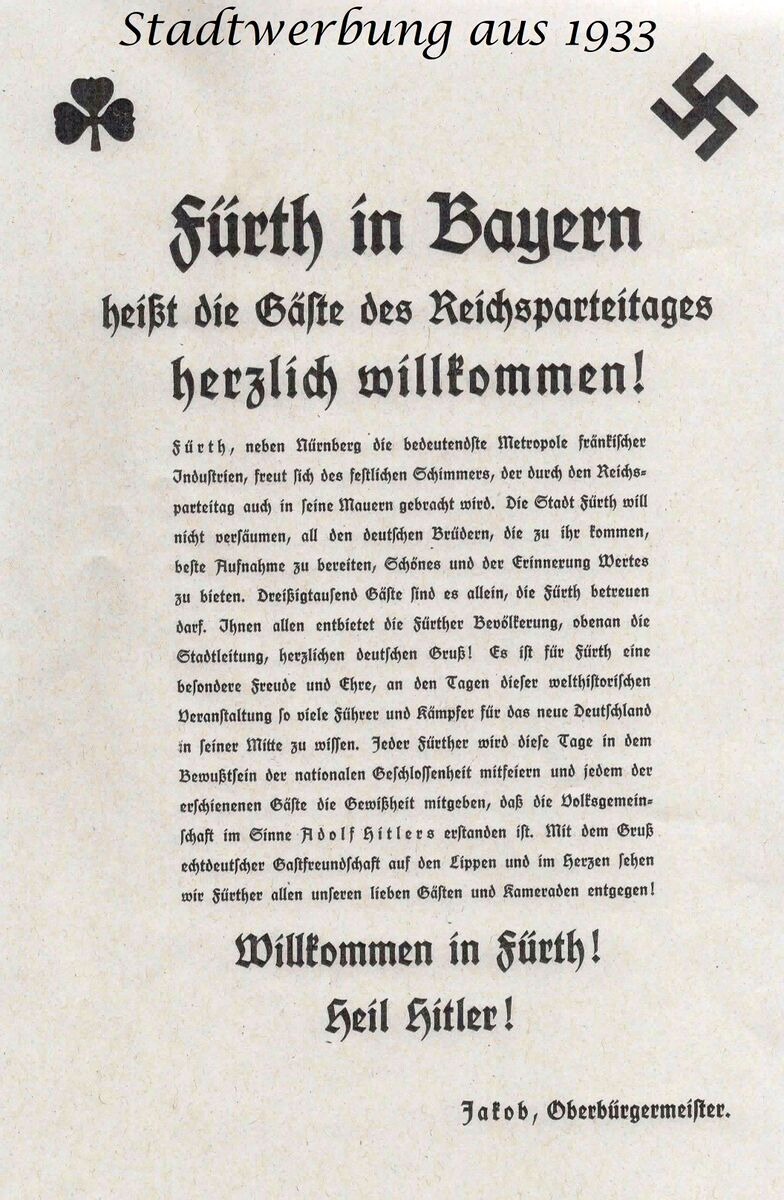 Stadtwerbung aus 1933
Fürth in Bayern
heißt die Gäste des Reichsparteitages
herzlich willkommen!
Fürth, neben Nürnberg die bedeutendste Metropole fränkischer
Industrien, freut sich des festlichen Schimmers, der durch den Reichs-
parteitag auch in seine Mauern gebracht wird. Die Stadt Fürth will
nicht versäumen, all den deutschen Brüdern, die zu ihr kommen,
beste Aufnahme zu bereiten, Schönes und der Erinnerung Wertes
zu bieten. Dreißigtausend Gäste sind es allein, die Fürth betreuen
darf. Ihnen allen entbietet die Fürther Bevölkerung, obenan die
Stadtleitung, herzlichen deutschen Gruß! Es ist für Fürth eine
besondere Freude und Ehre, an den Tagen dieser welthistorischen
Veranstaltung so viele Führer und Kämpfer für das neue Deutschland
in seiner Mitte zu wissen. Jeder Fürther wird diese Tage in dem
Bewußtsein der nationalen Geschlossenheit mitfeiern und jedem der
erschienenen Gäste die Gewißheit mitgeben, daß die Volksgemein-
schaft im Sinne Adolf Hitlers erstanden ist. Mit dem Gruß
echtdeutscher Gastfreundschaft auf den Lippen und im Herzen sehen
wir Fürther allen unseren lieben Gästen und Kameraden entgegen!
Willkommen in Fürth!
Heil Hitler!
Jakob, Oberbürgermeister.